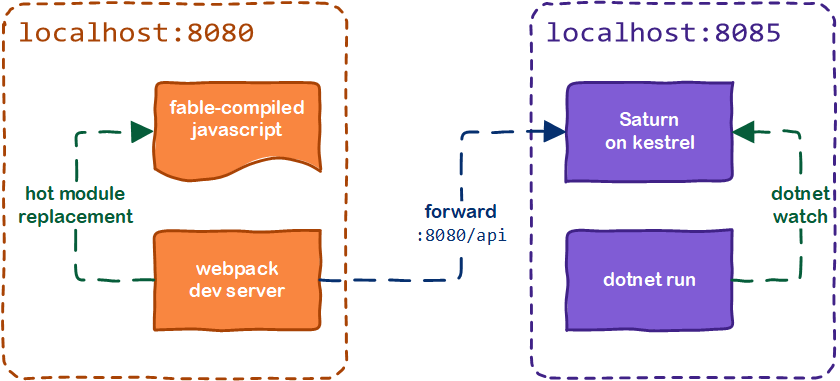 localhost:8080
fable-compiled
javascript
hot module
replacement
webpack
dev server
forward
:8080/api
localhost:8085
Saturn
on kestrel
dotnet
watch
dotnet run